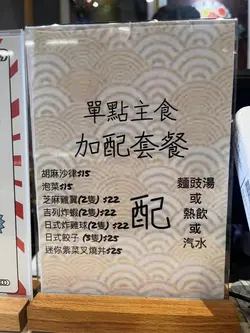 單點主食
加配套餐
胡麻沙律$15
泡菜$15
芝麻雞翼(2隻)$22
吉列炸蝦(2隻)$22
日式炸雞球(2隻)$22
日式餃子(5隻)$25
迷你紫菜叉燒丼$25
配
麵豉湯
或
熱飲
或
汽水